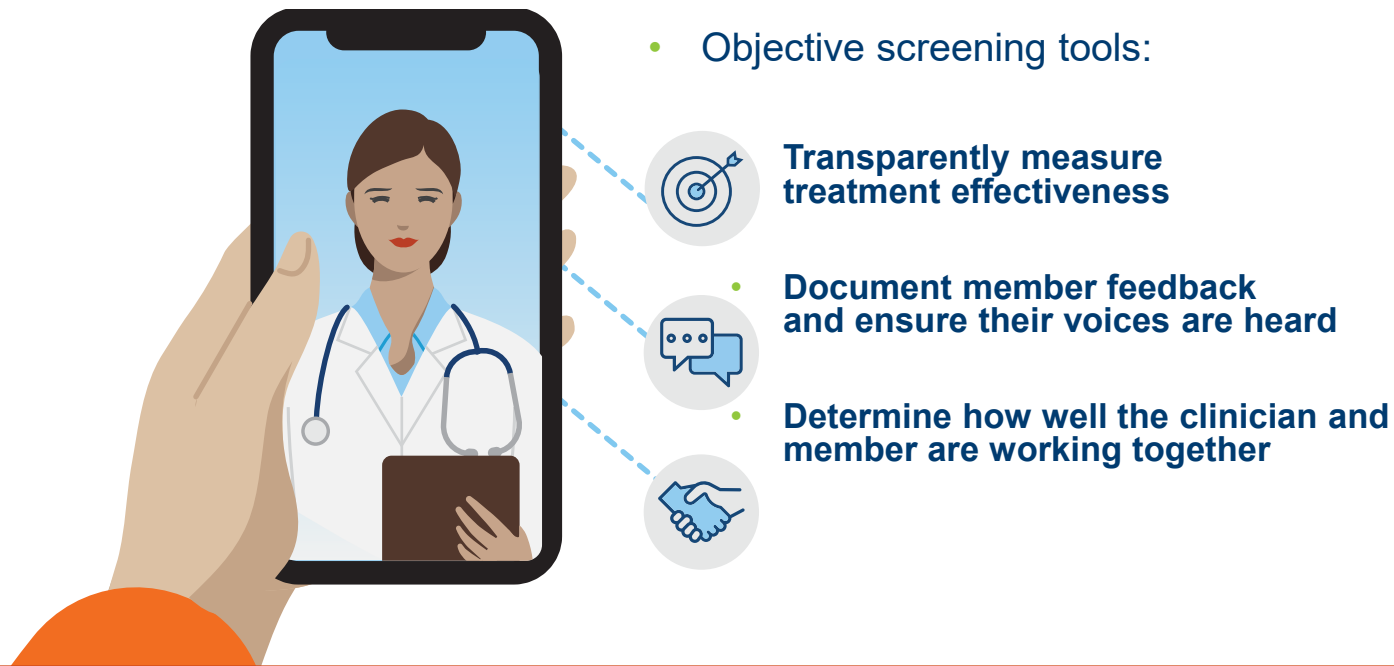 • Objective screening tools:
Transparently measure
treatment effectiveness
• Document member feedback
and ensure their voices are heard
• Determine how well the clinician and
member are working together